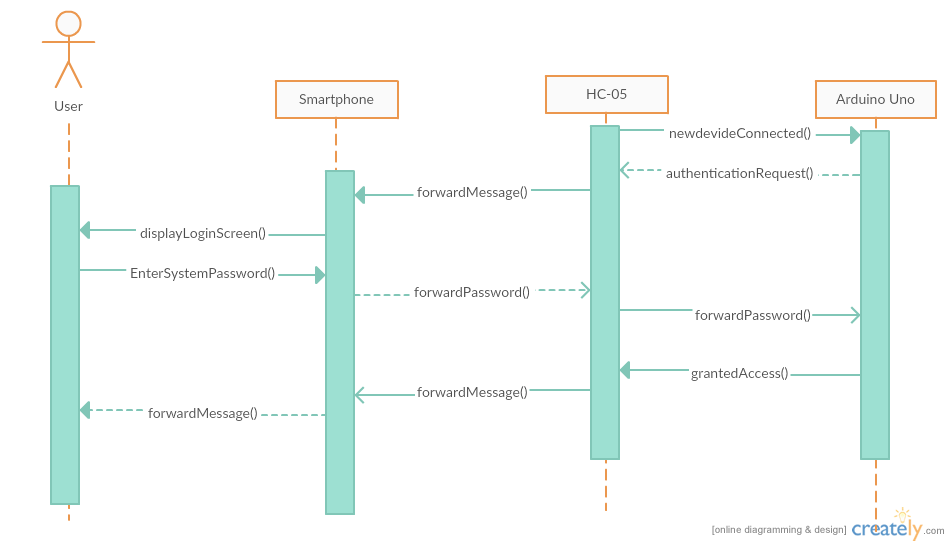 User
Smartphone
HC-05
Arduino Uno
newdevideConnected()
authenticationRequest()
forwardMessage()
displayLoginScreen()
EnterSystemPassword()
forwardPassword()
forwardPassword()
grantedAccess()
forwardMessage()
forwardMessage()
[online diagramming & design] creately.com